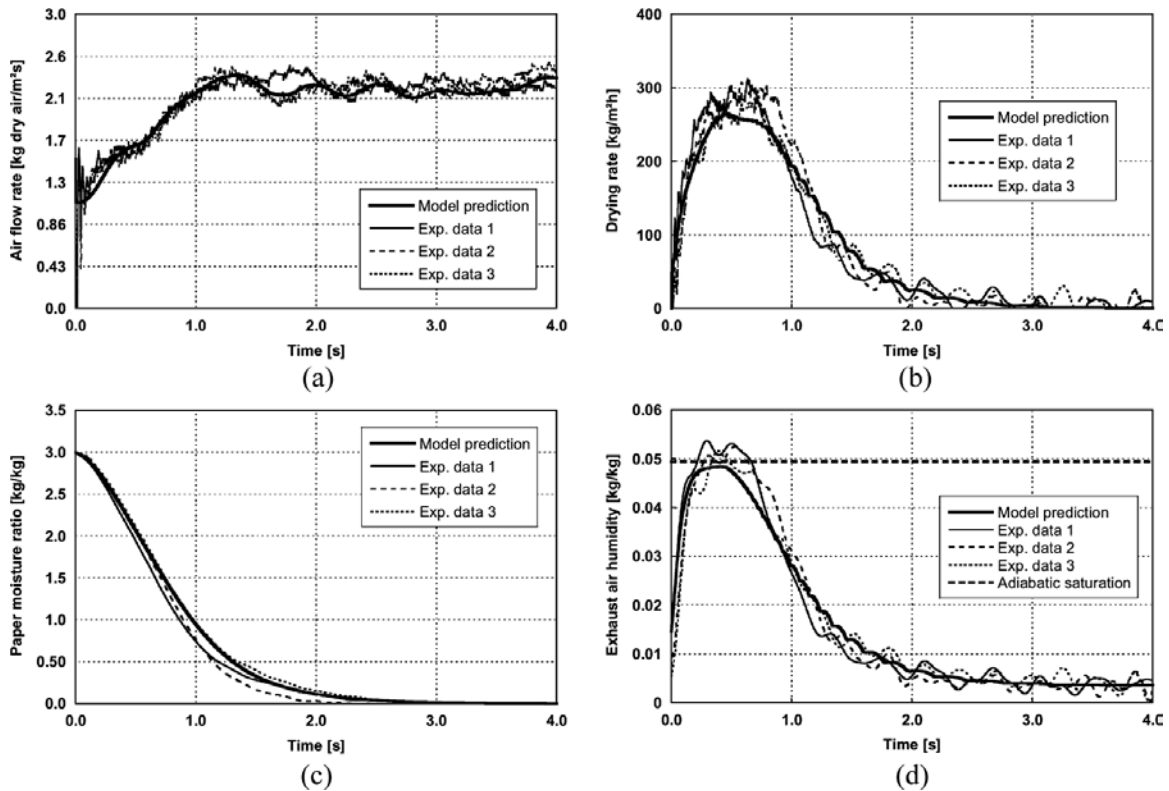 3.0
2.6
2.1
1.7
1.3
0.86
0.43
0.0
Air flow rate [kg dry air/m²s]
Model prediction
Exp. data 1
Exp. data 2
Exp. data 3
0.0 1.0 2.0 3.0 4.0
Time [s]
(a)
400
300
200
100
0
Drying rate [kg/m²h]
Model prediction
Exp. data 1
Exp. data 2
Exp. data 3
0.0 1.0 2.0 3.0 4.0
Time [s]
(b)
3.5
3.0
2.5
2.0
1.5
1.0
0.50
0.0
Paper moisture ratio [kg/kg]
Model prediction
Exp. data 1
Exp. data 2
Exp. data 3
0.0 1.0 2.0 3.0 4.0
Time [s]
(c)
0.06
0.05
0.04
0.03
0.02
0.01
0
Exhaust air humidity [kg/kg]
Model prediction
Exp. data 1
Exp. data 2
Exp. data 3
Adiabatic saturation
0.0 1.0 2.0 3.0 4.0
Time [s]
(d)